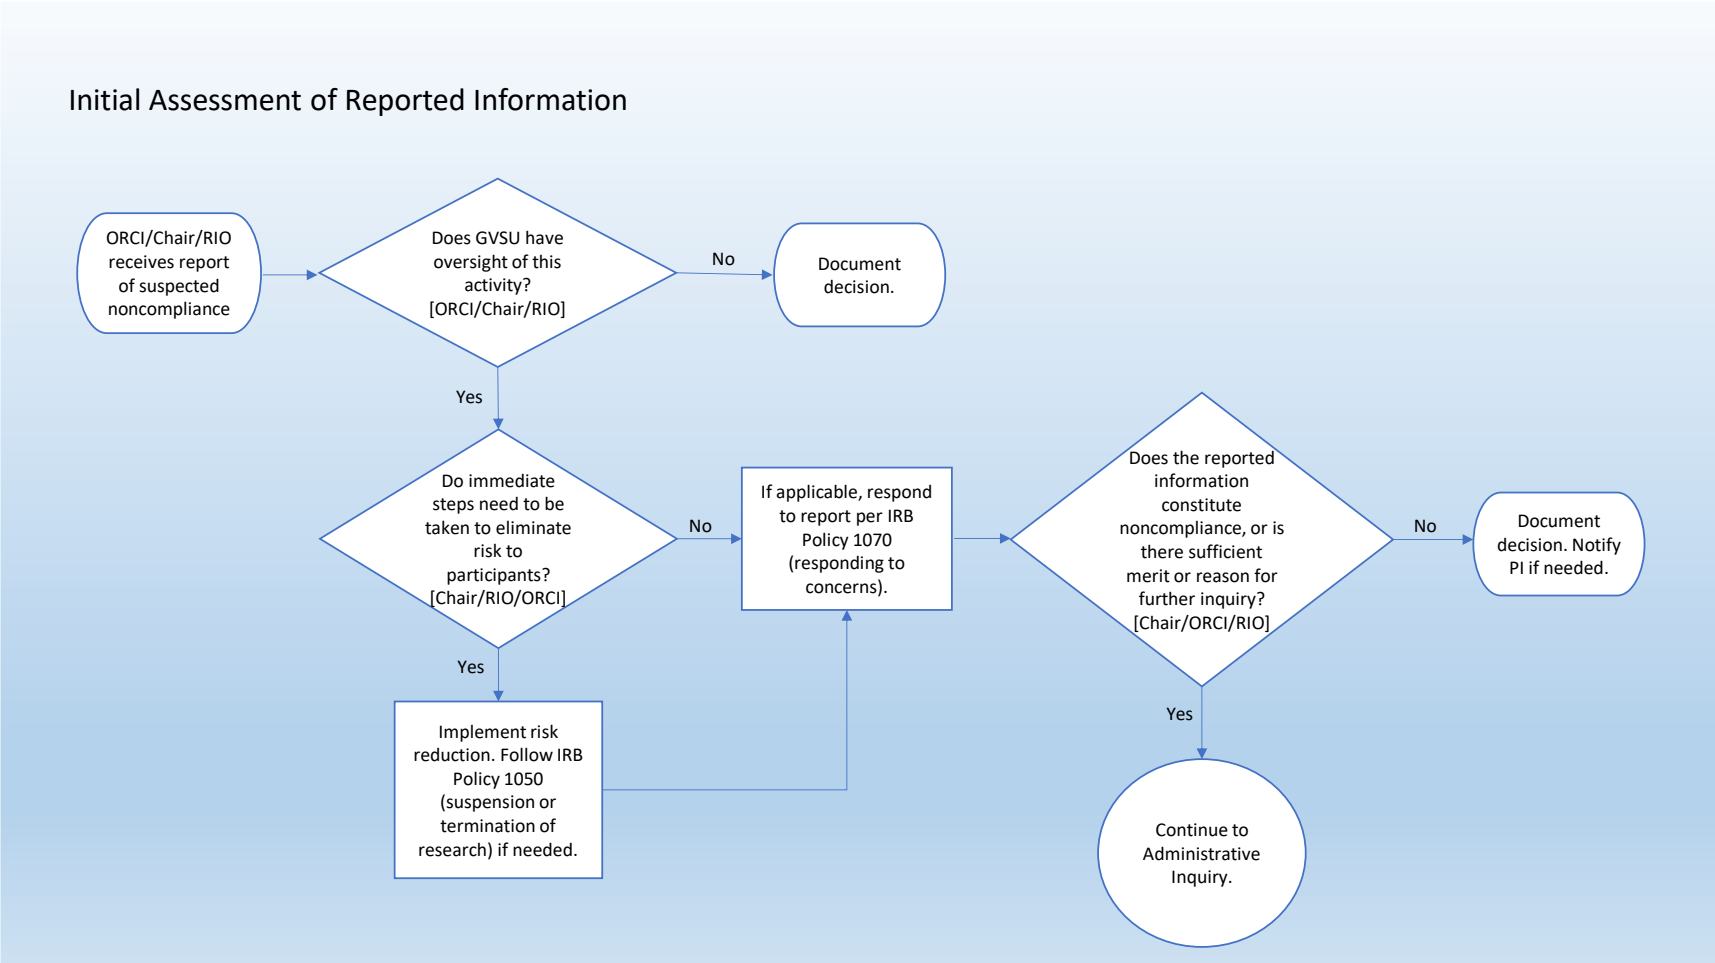 Initial Assessment of Reported Information
ORCI/Chair/RIO
receives report
of suspected
noncompliance
Does GVSU have
oversight of this
activity?
[ORCI/Chair/RIO]
No
Document
decision.
Yes
Do immediate
steps need to be
taken to eliminate
risk to
participants?
[Chair/RIO/ORCI]
No
If applicable, respond
to report per IRB
Policy 1070
(responding to
concerns).
Does the reported
information
constitute
noncompliance, or is
there sufficient
merit or reason for
further inquiry?
[Chair/ORCI/RIO]
No
Document
decision. Notify
PI if needed.
Yes
Implement risk
reduction. Follow IRB
Policy 1050
(suspension or
termination of
research) if needed.
Yes
Continue to
Administrative
Inquiry.